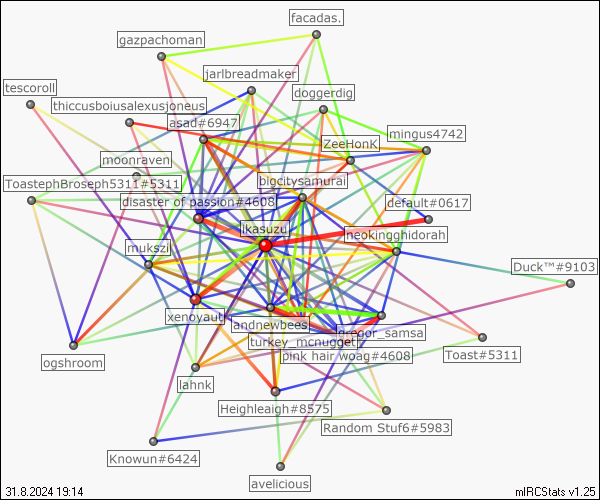 facadas.
gazpachoman
jarlbreadmaker
tescoroll
doggerdig
thiccusboiusalexusjoneus
asad#6947
mingus4742
ZeeHonK
moonraven
bigcitysamurai
ToastephBroseph5311#5311
disaster of passion#4608
default#0617
ikasuzu
neokingghidorah
mukszil
Duck™#9103
xenoyauti
andnewbees
gregor_samsa
turkey_mcnugget
ogshroom
pink hair woag#4608
Toast#5311
lahnk
Heighleaigh#8575
Random Stuf6#5983
Knowun#6424
avelicious
31.8.2024 19:14
mIRCStats v1.25